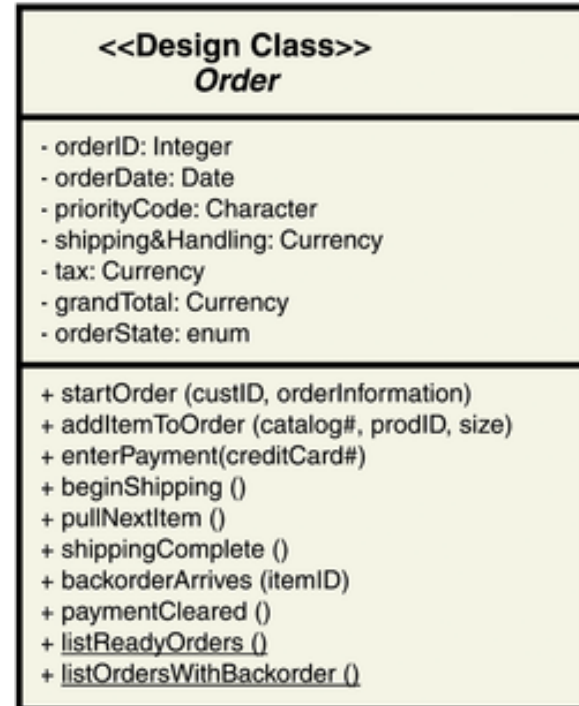 <<Design Class>>
Order
- orderID: Integer
- orderDate: Date
- priorityCode: Character
- shipping&Handling: Currency
- tax: Currency
- grandTotal: Currency
- orderState: enum
+ startOrder (custID, orderInformation)
+ addItemToOrder (catalog#, prodID, size)
+ enterPayment(creditCard#)
+ beginShipping ()
+ pullNextItem ()
+ shippingComplete ()
+ backorderArrives (itemID)
+ paymentCleared ()
+ listReadyOrders ()
+ listOrdersWithBackorder ()